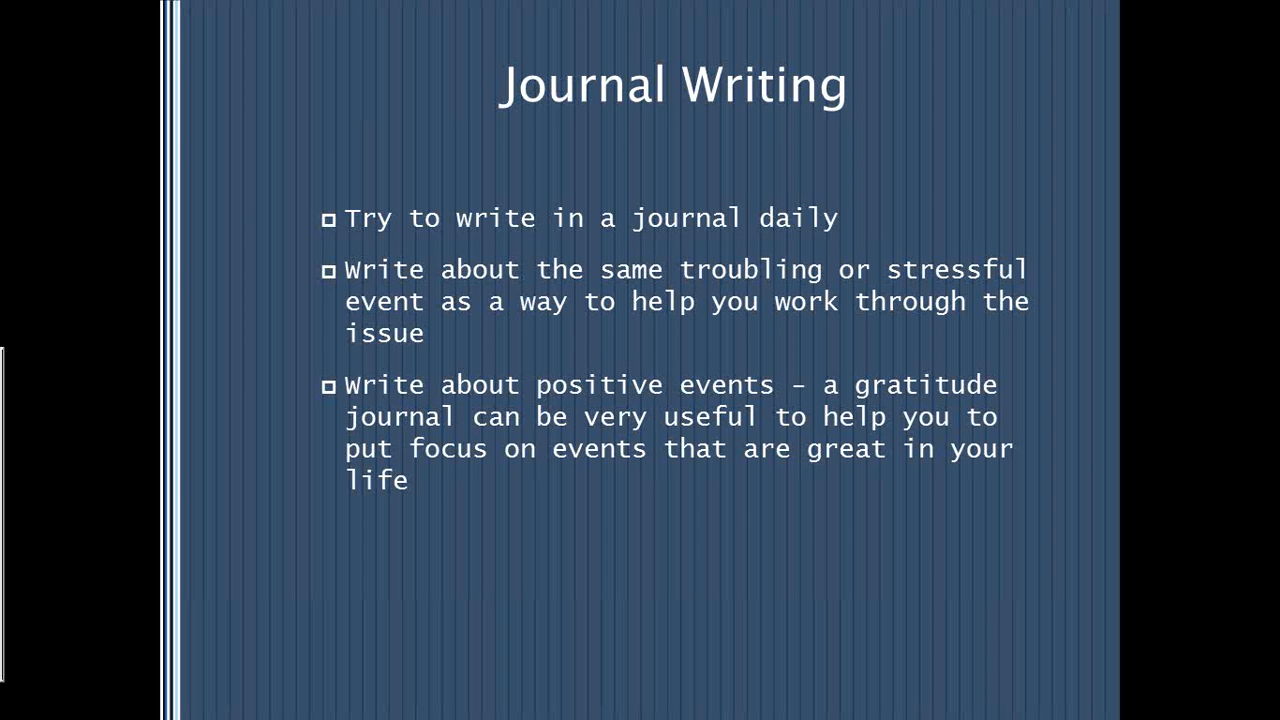 Journal Writing
Try to write in a journal daily
Write about the same troubling or stressful
event as a way to help you work through the
issue
Write about positive events – a gratitude
journal can be very useful to help you to
put focus on events that are great in your
life